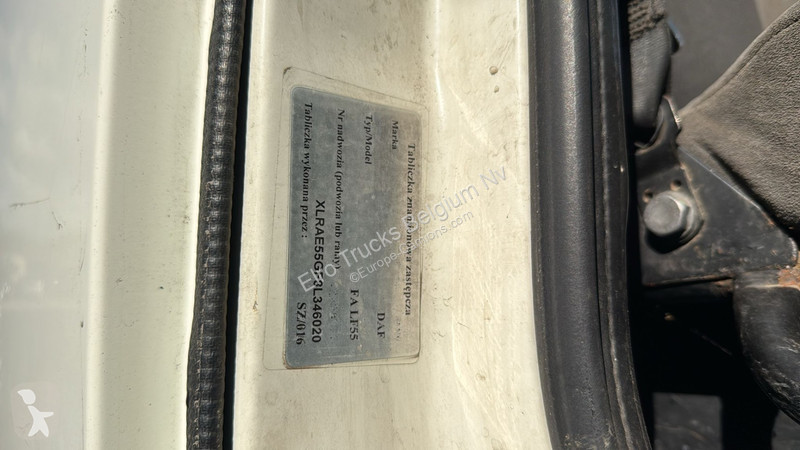 Tabliczka znamionowa zastępcza
Marka DAF
Typ/Model FA LF55
Nr nadwozia (podwozia lub ramy)
Tabliczka wykonana przez : SZ/016
Euro Trucks Belgium Nv
©Europe-Camions.com